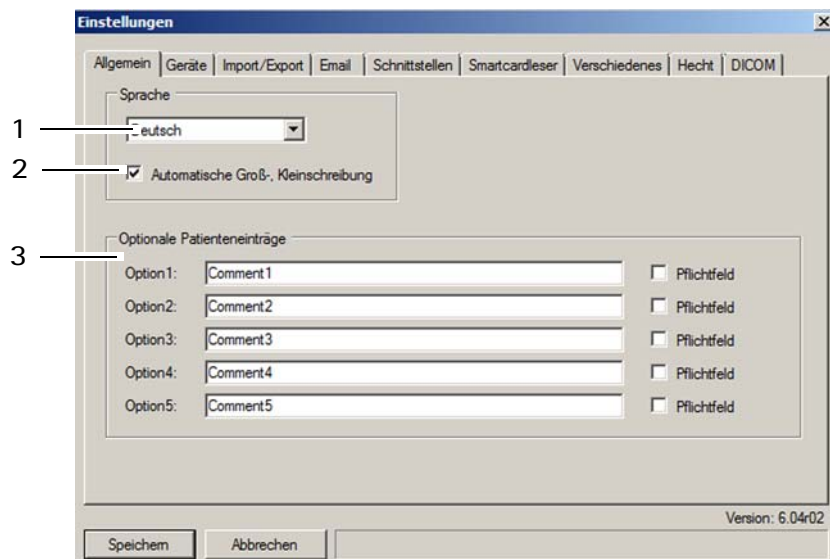 Einstellungen
Allgemein Geräte Import/Export Email Schnittstellen Smartcardleser Verschiedenes Hecht DICOM
Sprache
1 Deutsch
2 Automatische Groß-, Kleinschreibung
Optionale Patienteneinträge
3
Option1: Comment1 Pflichtfeld
Option2: Comment2 Pflichtfeld
Option3: Comment3 Pflichtfeld
Option4: Comment4 Pflichtfeld
Option5: Comment5 Pflichtfeld
Version: 6.04r02
Speichern Abbrechen